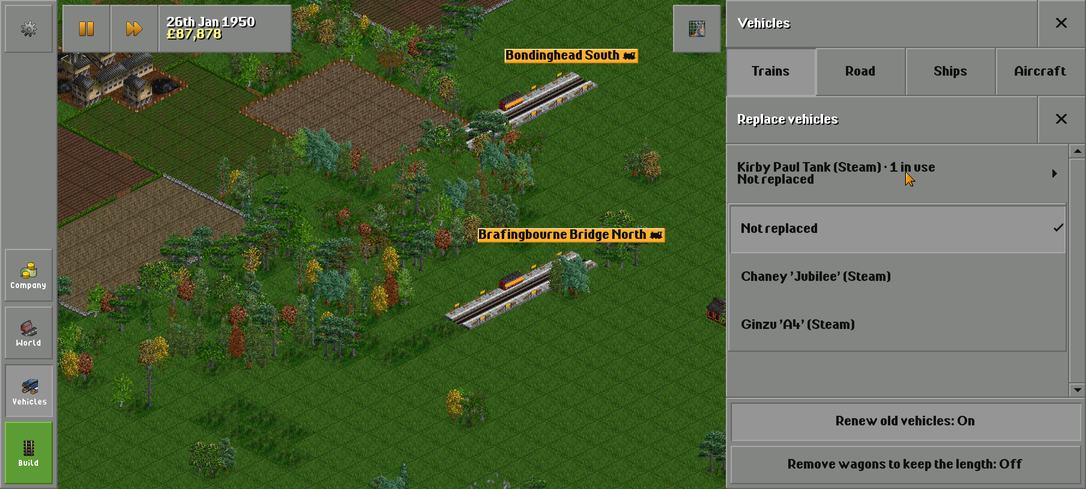 26th Jan 1950
£87,878
Bondinghead South
Brafingbourne Bridge North
Company
World
Vehicles
Build
Vehicles
Trains
Road
Ships
Aircraft
Replace vehicles
Kirby Paul Tank (Steam) · 1 in use
Not replaced
Not replaced
Chaney 'Jubilee' (Steam)
Ginzu 'A4' (Steam)
Renew old vehicles: On
Remove wagons to keep the length: Off